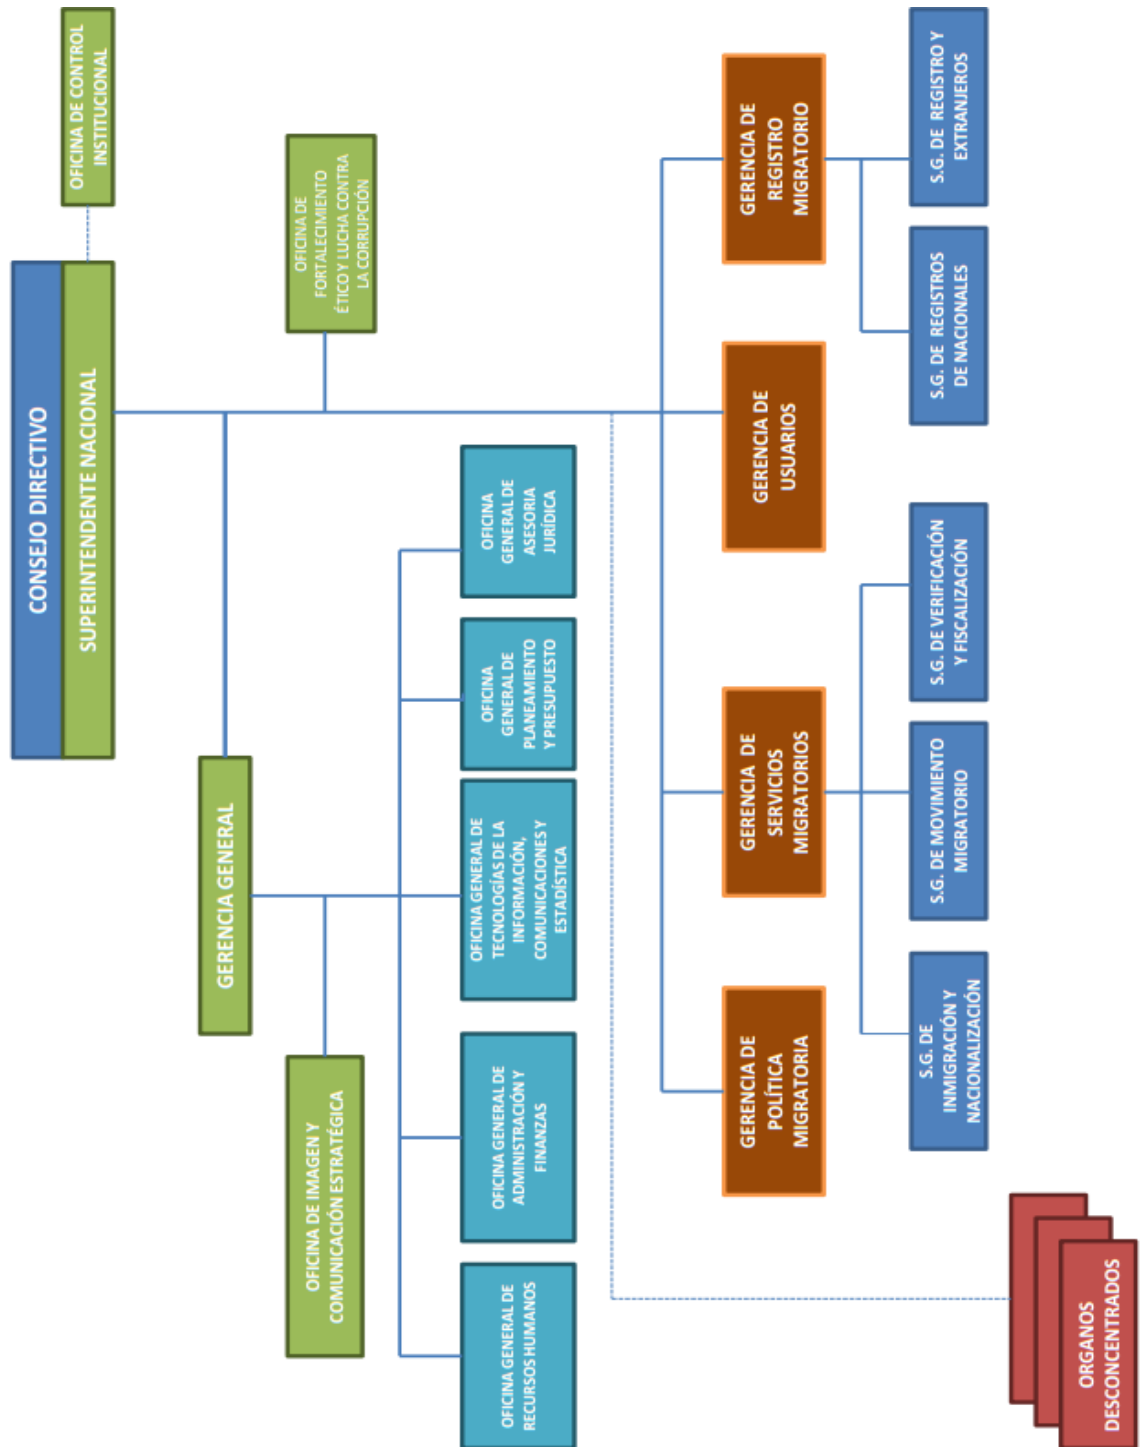 CONSEJO DIRECTIVO
SUPERINTENDENTE NACIONAL
OFICINA DE CONTROL
INSTITUCIONAL
GERENCIA GENERAL
OFICINA DE IMAGEN Y
COMUNICACIÓN ESTRATÉGICA
OFICINA DE
FORTALECIMIENTO
ÉTICO Y LUCHA CONTRA
LA CORRUPCIÓN
OFICINA GENERAL DE
RECURSOS HUMANOS
OFICINA GENERAL DE
ADMINISTRACIÓN Y
FINANZAS
OFICINA GENERAL DE
TECNOLOGÍAS DE LA
INFORMACIÓN,
COMUNICACIONES Y
ESTADÍSTICA
OFICINA
GENERAL DE
PLANEAMIENTO
Y PRESUPUESTO
OFICINA
GENERAL DE
ASESORIA
JURÍDICA
GERENCIA DE
POLÍTICA
MIGRATORIA
GERENCIA DE
SERVICIOS
MIGRATORIOS
GERENCIA DE
USUARIOS
GERENCIA DE
REGISTRO
MIGRATORIO
S.G. DE
INMIGRACIÓN Y
NACIONALIZACIÓN
S.G. DE MOVIMIENTO
MIGRATORIO
S.G. DE VERIFICACIÓN
Y FISCALIZACIÓN
S.G. DE REGISTROS
DE NACIONALES
S.G. DE REGISTRO Y
EXTRANJEROS
ORGANOS
DESCONCENTRADOS